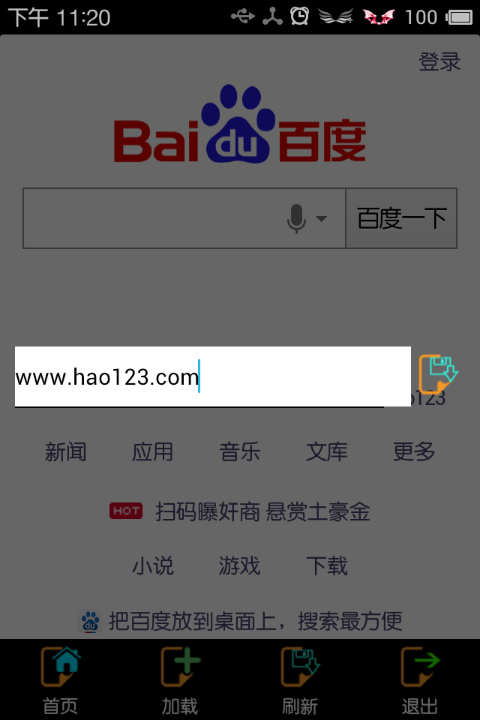 下午 11:20 100
登录
Bai du 百度
百度一下
www.hao123.com
o123
新闻 应用 音乐 文库 更多
HOT 扫码曝奸商 悬赏土豪金
小说 游戏 下载
du 把百度放到桌面上，搜索最方便
首页 加载 刷新 退出